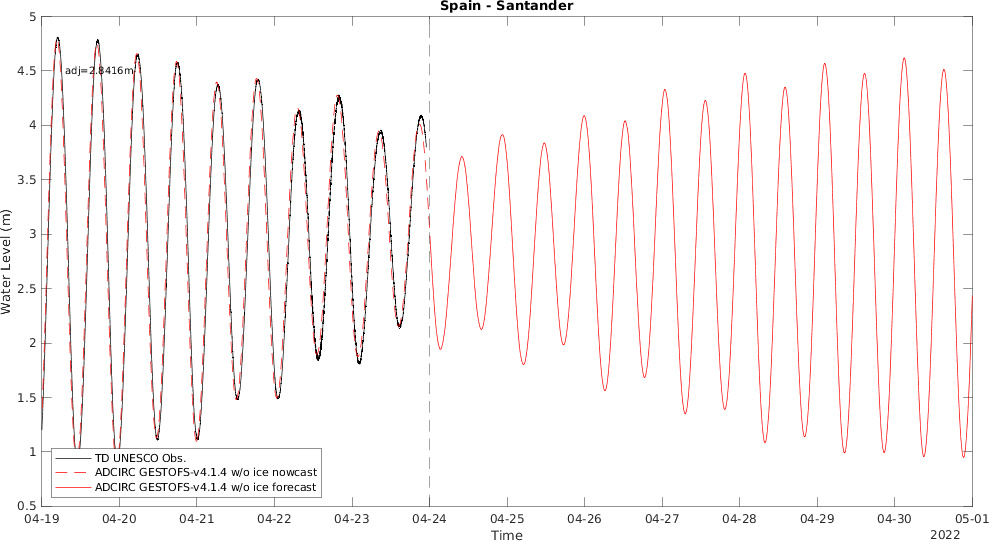 Spain - Santander
5
4.5
4
3.5
3
2.5
2
1.5
1
0.5
Water Level (m)
adj=2.8416m
TD UNESCO Obs.
ADCIRC GESTOFS-v4.1.4 w/o ice nowcast
ADCIRC GESTOFS-v4.1.4 w/o ice forecast
04-19 04-20 04-21 04-22 04-23 04-24 04-25 04-26 04-27 04-28 04-29 04-30 05-01
Time
2022